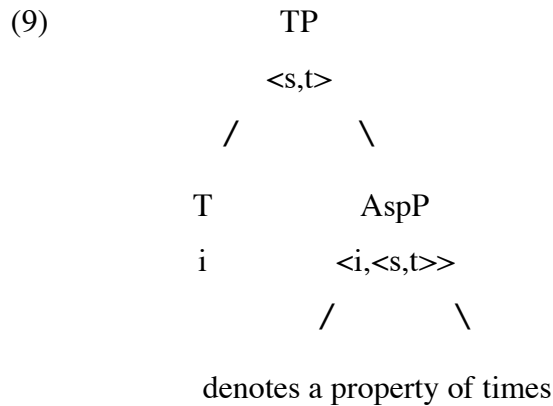 (9) TP
<s,t>
/ \
T AspP
i <i,<s,t>>
/ \
denotes a property of times